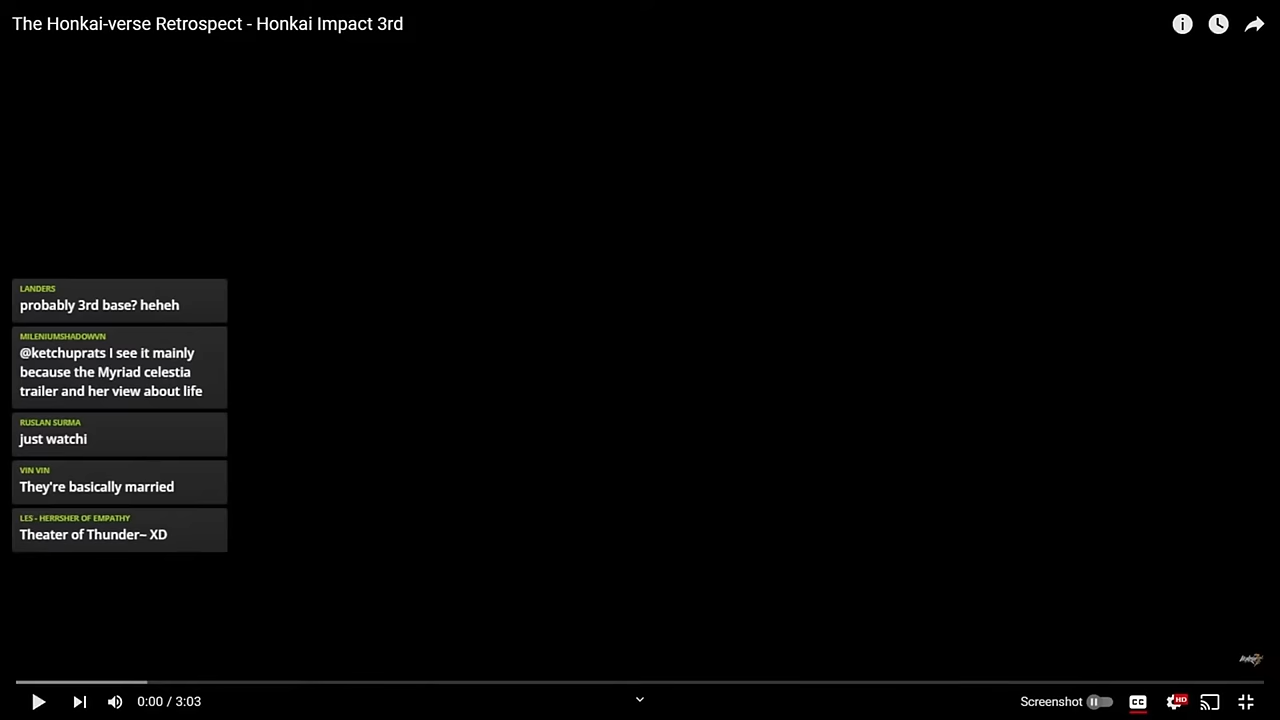 The Honkai-verse Retrospect - Honkai Impact 3rd
LANDERS
probably 3rd base? heheh
MILENIUMSHADOWVN
@ketchuprats I see it mainly
because the Myriad celestia
trailer and her view about life
RUSLAN SURMA
just watchi
VIN VIN
They're basically married
LES - HERRSHER OF EMPATHY
Theater of Thunder~ XD
0:00 / 3:03
Screenshot
CC
HD